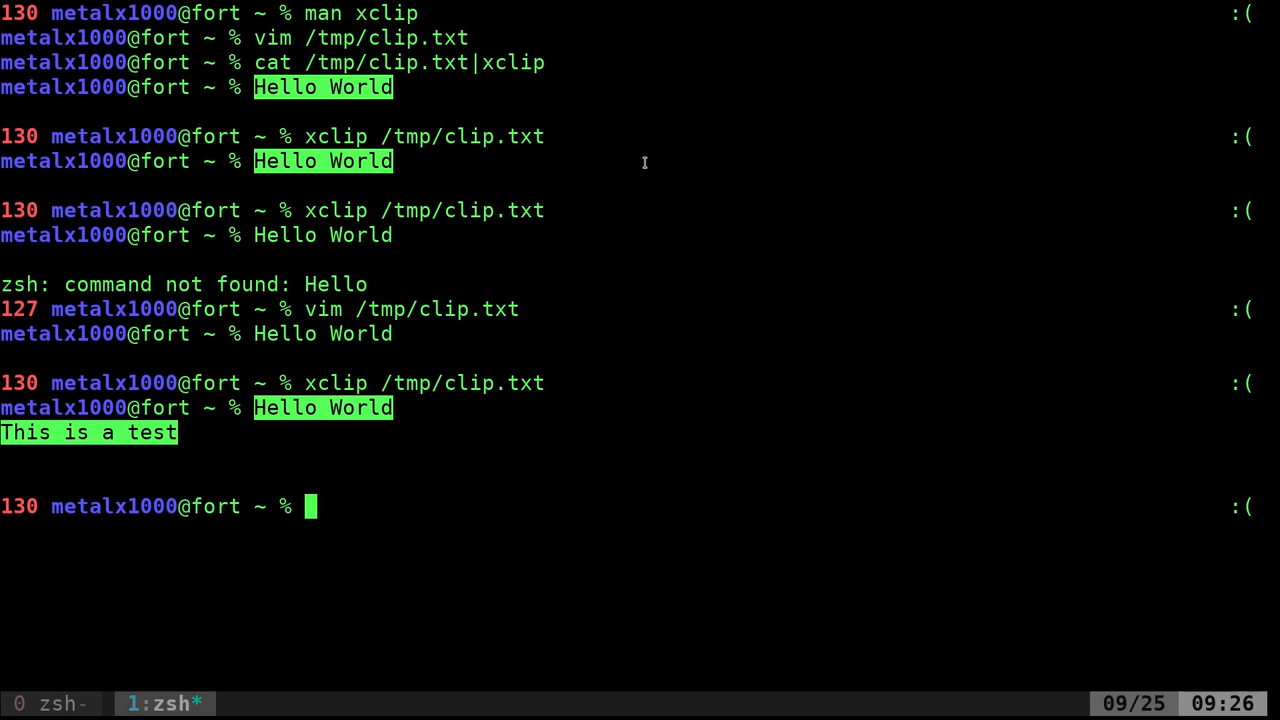 130 metalx1000@fort ~ % man xclip :(
metalx1000@fort ~ % vim /tmp/clip.txt
metalx1000@fort ~ % cat /tmp/clip.txt|xclip
metalx1000@fort ~ % Hello World
130 metalx1000@fort ~ % xclip /tmp/clip.txt :(
metalx1000@fort ~ % Hello World
130 metalx1000@fort ~ % xclip /tmp/clip.txt :(
metalx1000@fort ~ % Hello World
zsh: command not found: Hello
127 metalx1000@fort ~ % vim /tmp/clip.txt :(
metalx1000@fort ~ % Hello World
130 metalx1000@fort ~ % xclip /tmp/clip.txt :(
metalx1000@fort ~ % Hello World
This is a test
130 metalx1000@fort ~ % :(
0 zsh- 1:zsh* 09/25 09:26